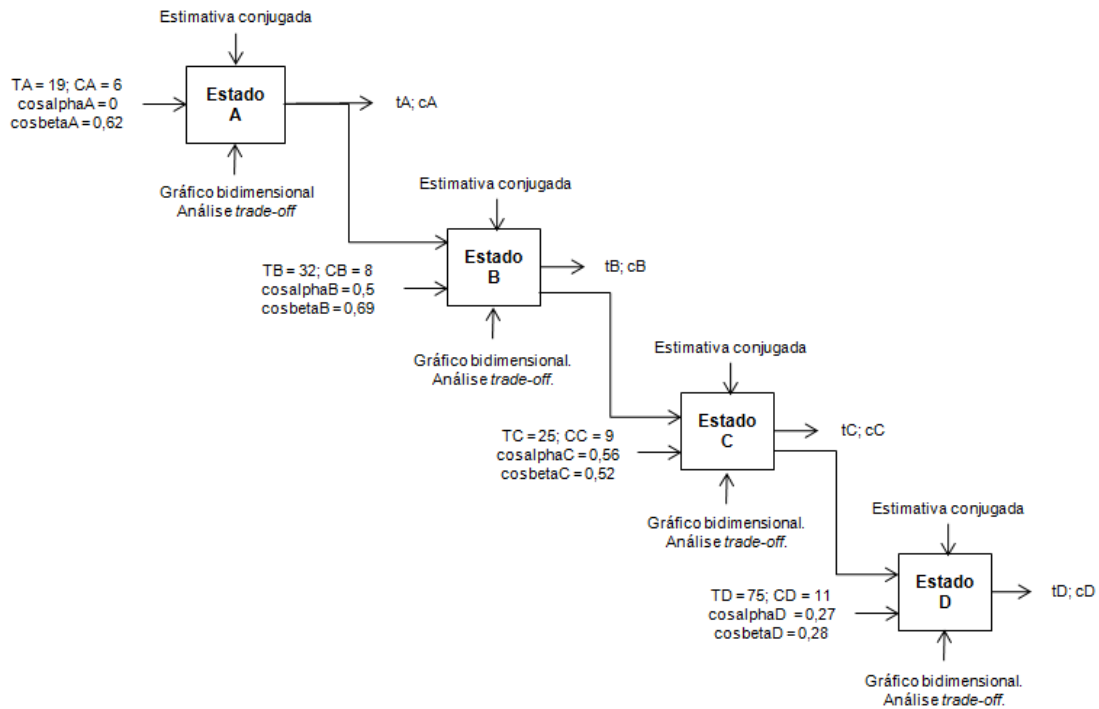 Estimativa conjugada
TA = 19; CA = 6
cosalphaA = 0
cosbetaA = 0,62
Estado
A
tA; cA
Gráfico bidimensional
Análise trade-off
Estimativa conjugada
TB = 32; CB = 8
cosalphaB = 0,5
cosbetaB = 0,69
Estado
B
tB; cB
Gráfico bidimensional.
Análise trade-off.
Estimativa conjugada
TC = 25; CC = 9
cosalphaC = 0,56
cosbetaC = 0,52
Estado
C
tC; cC
Gráfico bidimensional.
Análise trade-off.
Estimativa conjugada
TD = 75; CD = 11
cosalphaD = 0,27
cosbetaD = 0,28
Estado
D
tD; cD
Gráfico bidimensional.
Análise trade-off.